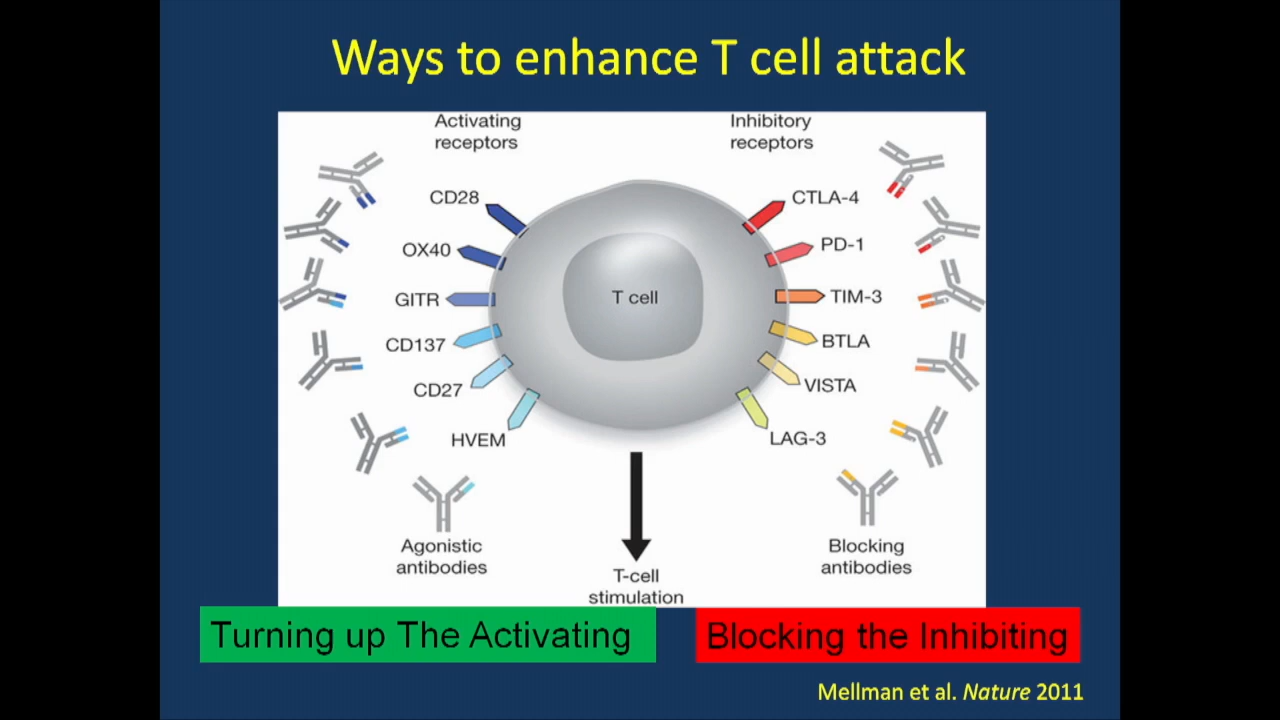 Ways to enhance T cell attack
Activating
receptors
Inhibitory
receptors
CD28
OX40
GITR
CD137
CD27
HVEM
T cell
CTLA-4
PD-1
TIM-3
BTLA
VISTA
LAG-3
Agonistic
antibodies
T-cell
stimulation
Blocking
antibodies
Turning up The Activating
Blocking the Inhibiting
Mellman et al. Nature 2011